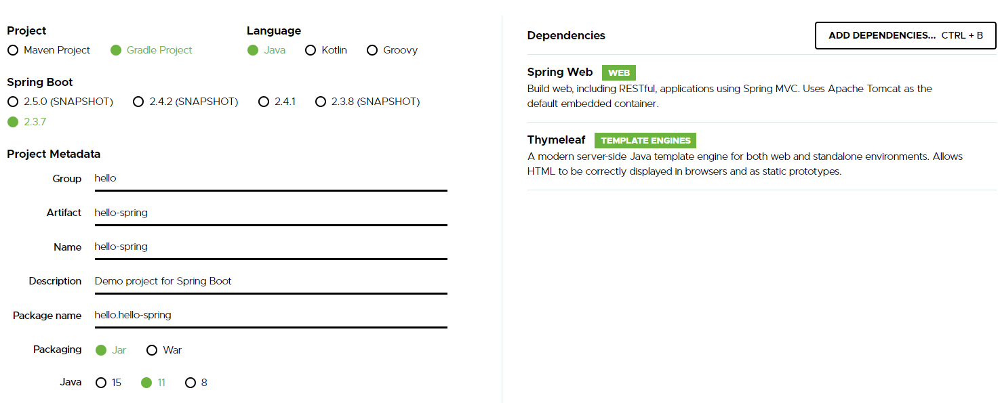 Project
Maven Project Gradle Project
Language
Java Kotlin Groovy
Spring Boot
2.5.0 (SNAPSHOT) 2.4.2 (SNAPSHOT) 2.4.1 2.3.8 (SNAPSHOT)
2.3.7
Project Metadata
Group hello
Artifact hello-spring
Name hello-spring
Description Demo project for Spring Boot
Package name hello.hello-spring
Packaging Jar War
Java 15 11 8
Dependencies ADD DEPENDENCIES... CTRL + B
Spring Web WEB
Build web, including RESTful, applications using Spring MVC. Uses Apache Tomcat as the
default embedded container.
Thymeleaf TEMPLATE ENGINES
A modern server-side Java template engine for both web and standalone environments. Allows
HTML to be correctly displayed in browsers and as static prototypes.